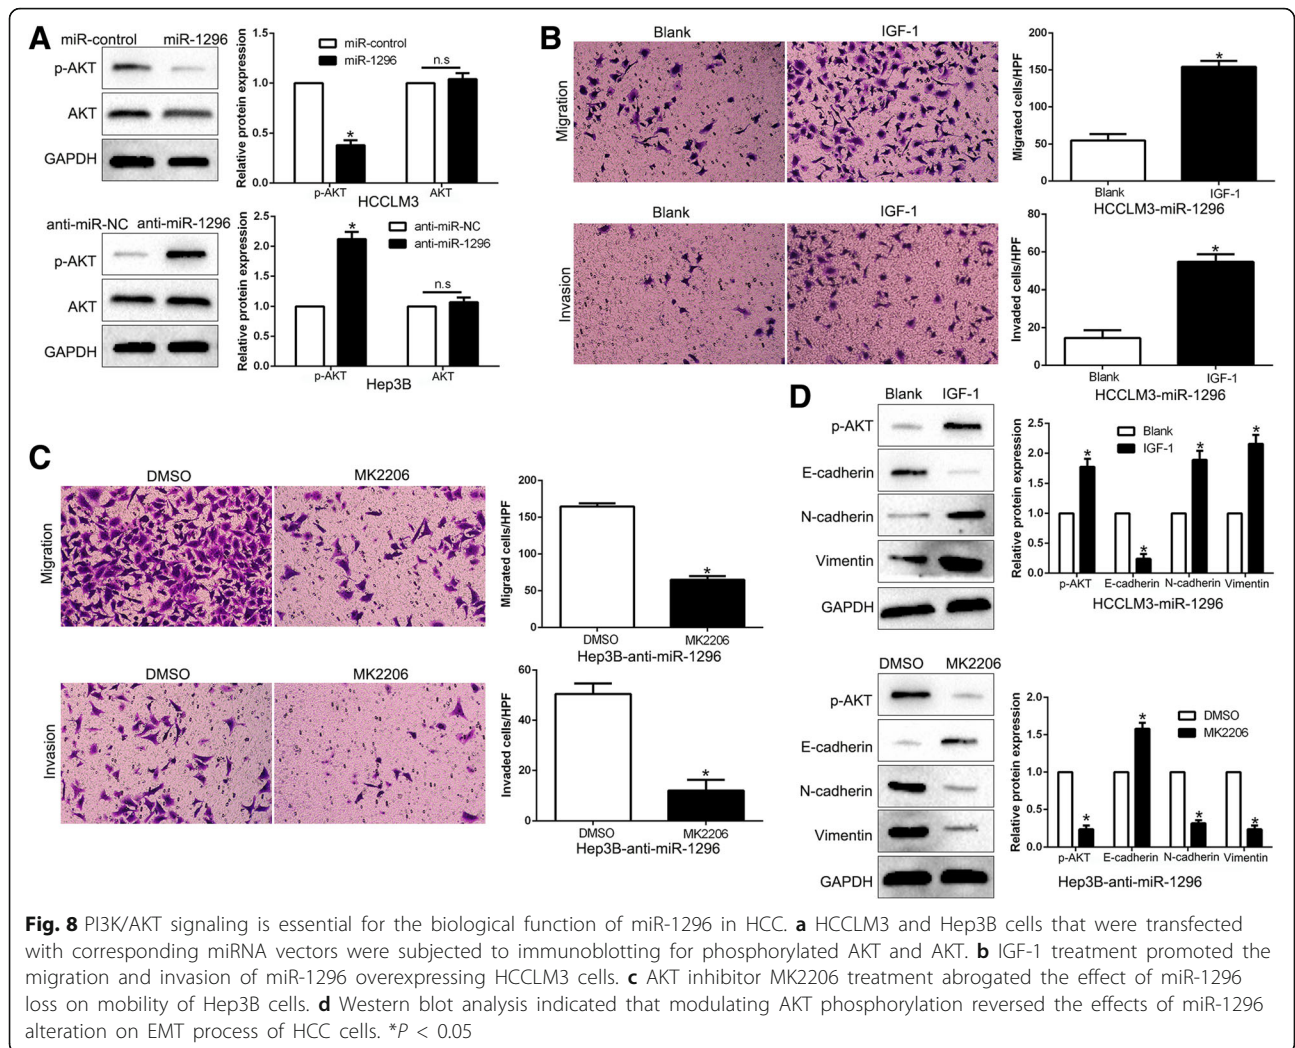 A
miR-control miR-1296
p-AKT
AKT
GAPDH
Relative protein expression
1.5
1.0
0.5
0.0
miR-control
miR-1296
n.s
*
p-AKT AKT
HCCLM3
anti-miR-NC anti-miR-1296
p-AKT
AKT
GAPDH
Relative protein expression
2.5
2.0
1.5
1.0
0.5
0.0
anti-miR-NC
anti-miR-1296
*
n.s
p-AKT AKT
Hep3B
B
Blank IGF-1
Migration
Migrated cells/HPF
200
150
100
50
0
*
Blank IGF-1
HCCLM3-miR-1296
Blank IGF-1
Invasion
Invaded cells/HPF
80
60
40
20
0
*
Blank IGF-1
HCCLM3-miR-1296
C
DMSO MK2206
Migration
Migrated cells/HPF
200
150
100
50
0
*
DMSO MK2206
Hep3B-anti-miR-1296
DMSO MK2206
Invasion
Invaded cells/HPF
60
40
20
0
*
DMSO MK2206
Hep3B-anti-miR-1296
D
Blank IGF-1
p-AKT
E-cadherin
N-cadherin
Vimentin
GAPDH
Relative protein expression
2.5
2.0
1.5
1.0
0.5
0.0
Blank
IGF-1
* * * *
p-AKT E-cadherin N-cadherin Vimentin
HCCLM3-miR-1296
DMSO MK2206
p-AKT
E-cadherin
N-cadherin
Vimentin
GAPDH
Relative protein expression
2.0
1.5
1.0
0.5
0.0
DMSO
MK2206
* * * *
p-AKT E-cadherin N-cadherin Vimentin
Hep3B-anti-miR-1296
Fig. 8 PI3K/AKT signaling is essential for the biological function of miR-1296 in HCC. a HCCLM3 and Hep3B cells that were transfected
with corresponding miRNA vectors were subjected to immunoblotting for phosphorylated AKT and AKT. b IGF-1 treatment promoted the
migration and invasion of miR-1296 overexpressing HCCLM3 cells. c AKT inhibitor MK2206 treatment abrogated the effect of miR-1296
loss on mobility of Hep3B cells. d Western blot analysis indicated that modulating AKT phosphorylation reversed the effects of miR-1296
alteration on EMT process of HCC cells. *P < 0.05